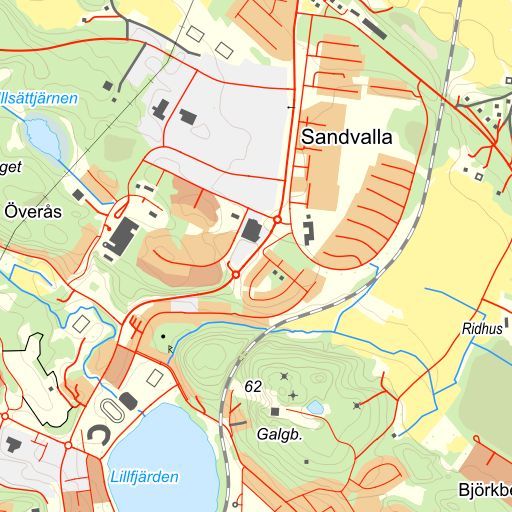 llsättjärnen
Sandvalla
get
Överås
Ridhus
62
Galgb.
Lillfjärden
Björkbe